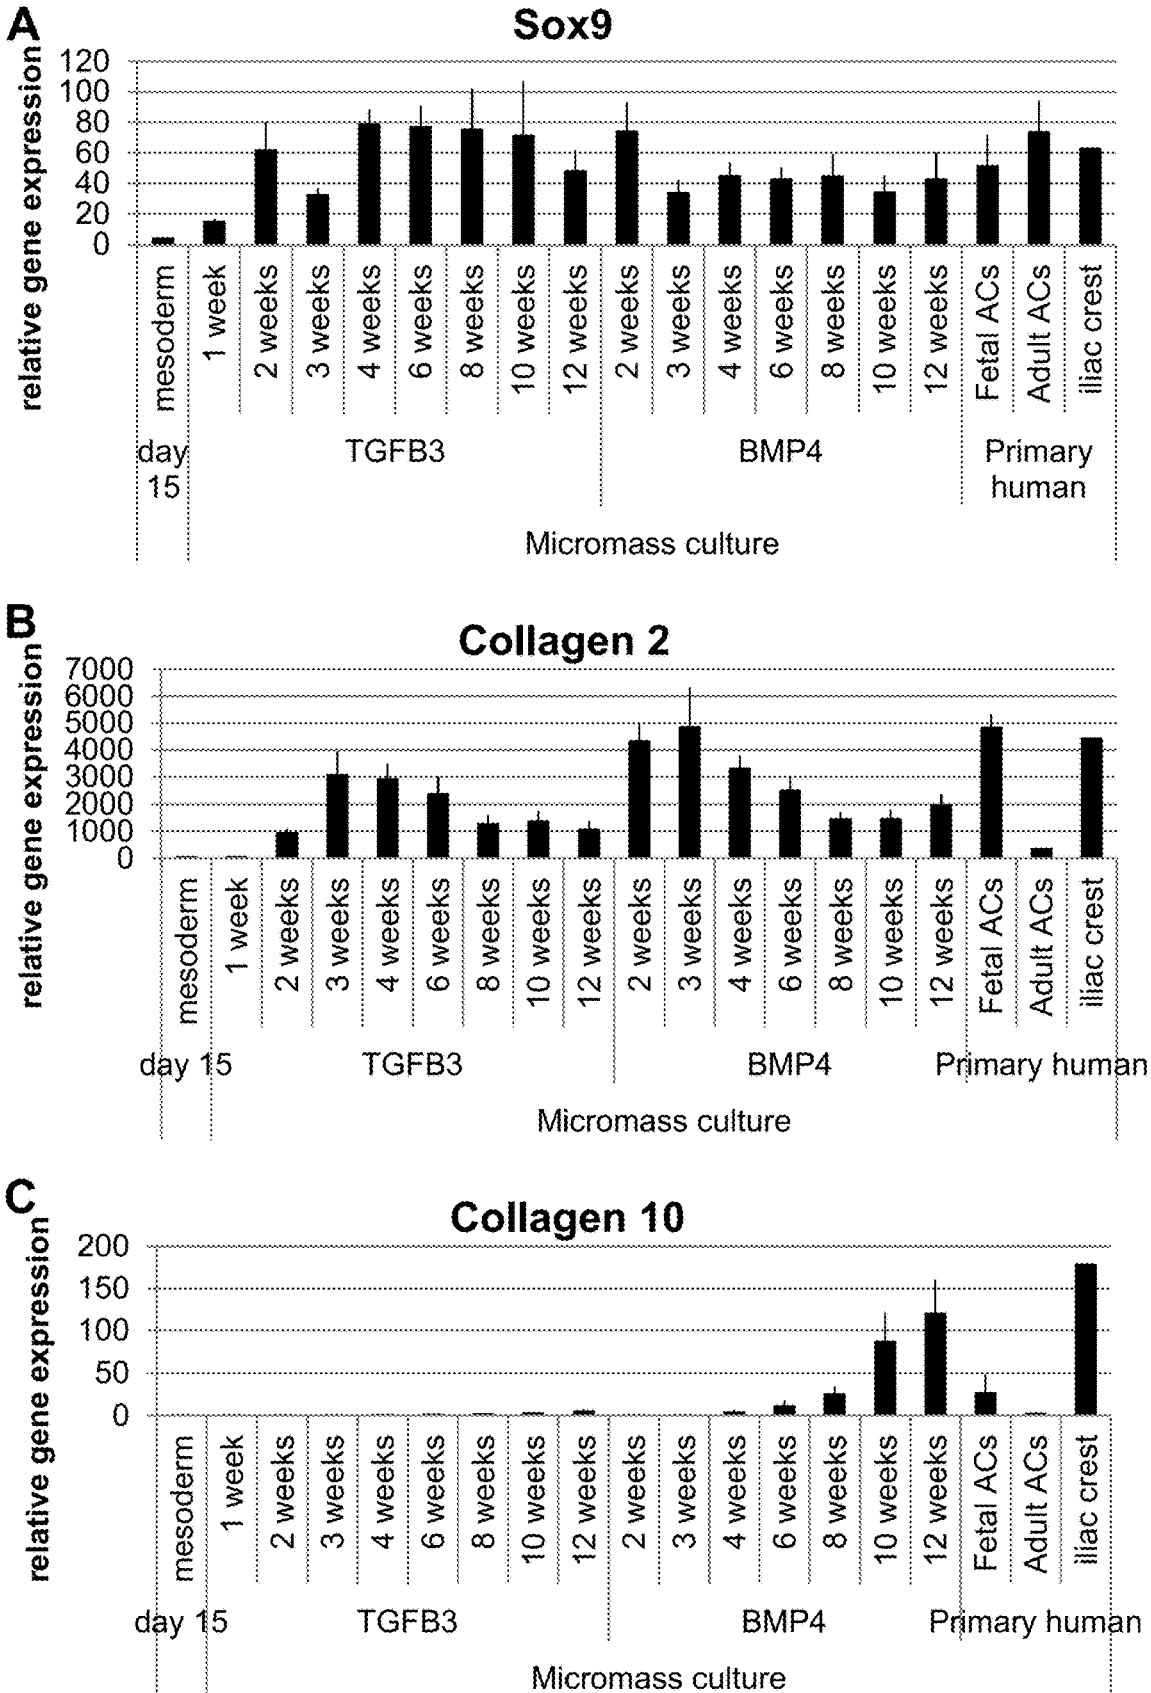 A
Sox9
relative gene expression
120
100
80
60
40
20
0
mesoderm
1 week
2 weeks
3 weeks
4 weeks
6 weeks
8 weeks
10 weeks
12 weeks
2 weeks
3 weeks
4 weeks
6 weeks
8 weeks
10 weeks
12 weeks
Fetal ACs
Adult ACs
iliac crest
day
15
TGFB3
BMP4
Primary
human
Micromass culture
B
Collagen 2
relative gene expression
7000
6000
5000
4000
3000
2000
1000
0
mesoderm
1 week
2 weeks
3 weeks
4 weeks
6 weeks
8 weeks
10 weeks
12 weeks
2 weeks
3 weeks
4 weeks
6 weeks
8 weeks
10 weeks
12 weeks
Fetal ACs
Adult ACs
iliac crest
day 15
TGFB3
BMP4
Primary human
Micromass culture
C
Collagen 10
relative gene expression
200
150
100
50
0
mesoderm
1 week
2 weeks
3 weeks
4 weeks
6 weeks
8 weeks
10 weeks
12 weeks
2 weeks
3 weeks
4 weeks
6 weeks
8 weeks
10 weeks
12 weeks
Fetal ACs
Adult ACs
iliac crest
day 15
TGFB3
BMP4
Primary human
Micromass culture